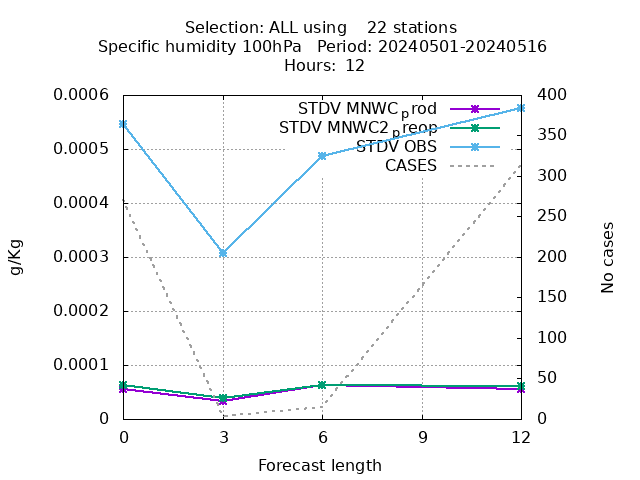 Selection: ALL using 22 stations
Specific humidity 100hPa Period: 20240501-20240516
Hours: 12
0.0006
0.0005
0.0004
0.0003
0.0002
0.0001
0
g/Kg
STDV MNWCprod
STDV MNWC2preop
STDV OBS
CASES
400
350
300
250
200
150
100
50
0
No cases
0 3 6 9 12
Forecast length